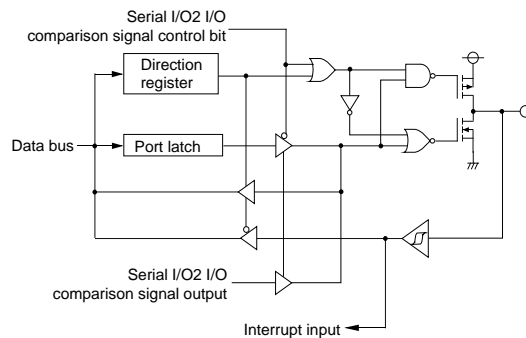 Serial I/O2 I/O
comparison signal control bit
Direction
register
Data bus
Port latch
Serial I/O2 I/O
comparison signal output
Interrupt input